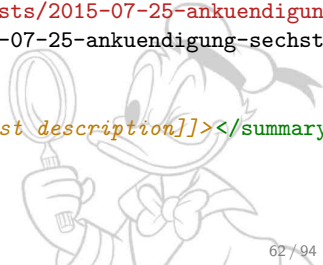 sts/2015-07-25-ankuendigun
-07-25-ankuendigung-sechst
st description]]></summary
62 / 94